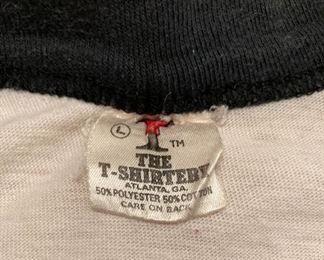 L
TM
THE
T-SHIRTERY
ATLANTA, GA.
50% POLYESTER 50% COTTON
CARE ON BACK